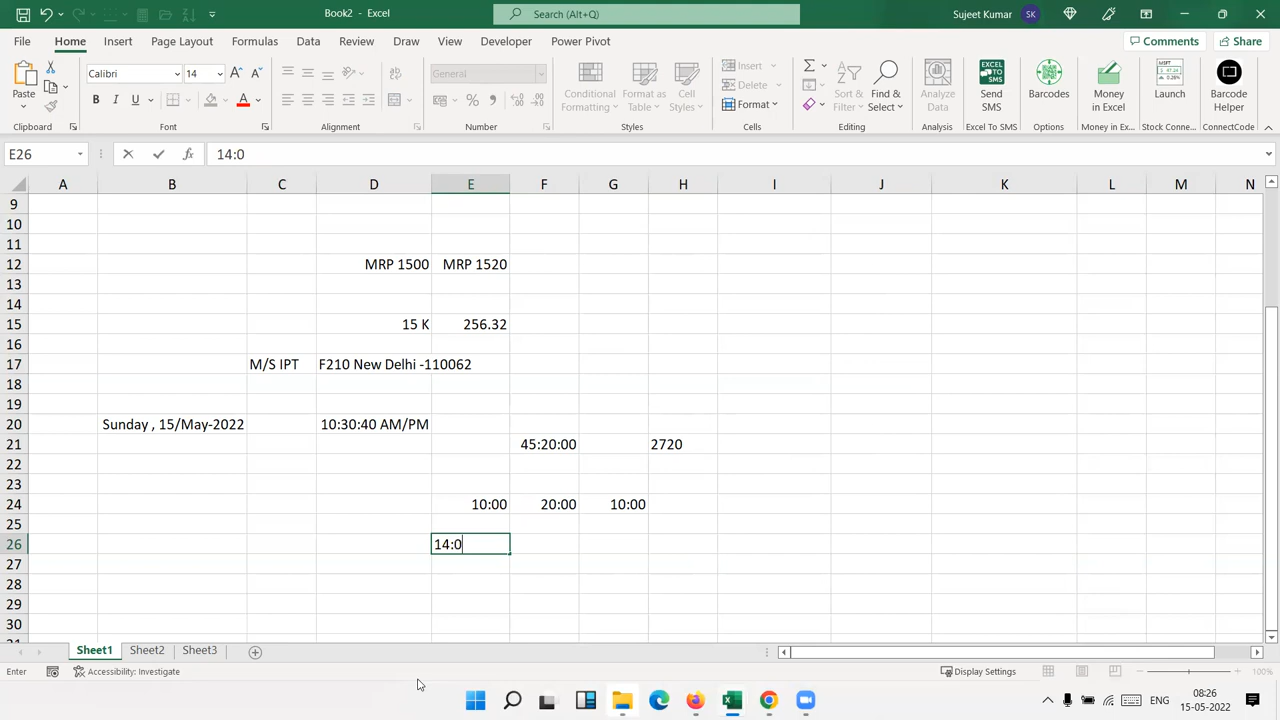 Book2 - Excel
Search (Alt+Q)
Sujeet Kumar
SK
File Home Insert Page Layout Formulas Data Review View Developer Power Pivot
Comments
Share
Paste
Calibri
14
B I U
General
Conditional Formatting
Format as Table
Cell Styles
Insert
Delete
Format
Sort & Filter
Find & Select
Analyze Data
Send SMS
Barcodes
Money in Excel
Launch
Barcode Helper
Clipboard Font Alignment Number Styles Cells Editing Analysis Excel To SMS Options Money in Ex... Stock Conne... ConnectCode
E26
fx
14:0
A B C D E F G H I J K L M N
9
10
11
12 MRP 1500 MRP 1520
13
14
15 15 K 256.32
16
17 M/S IPT F210 New Delhi -110062
18
19
20 Sunday , 15/May-2022 10:30:40 AM/PM
21 45:20:00 2720
22
23
24 10:00 20:00 10:00
25
26 14:0
27
28
29
30
Sheet1 Sheet2 Sheet3
Enter
Accessibility: Investigate
Display Settings
100%
ENG
08:26
15-05-2022